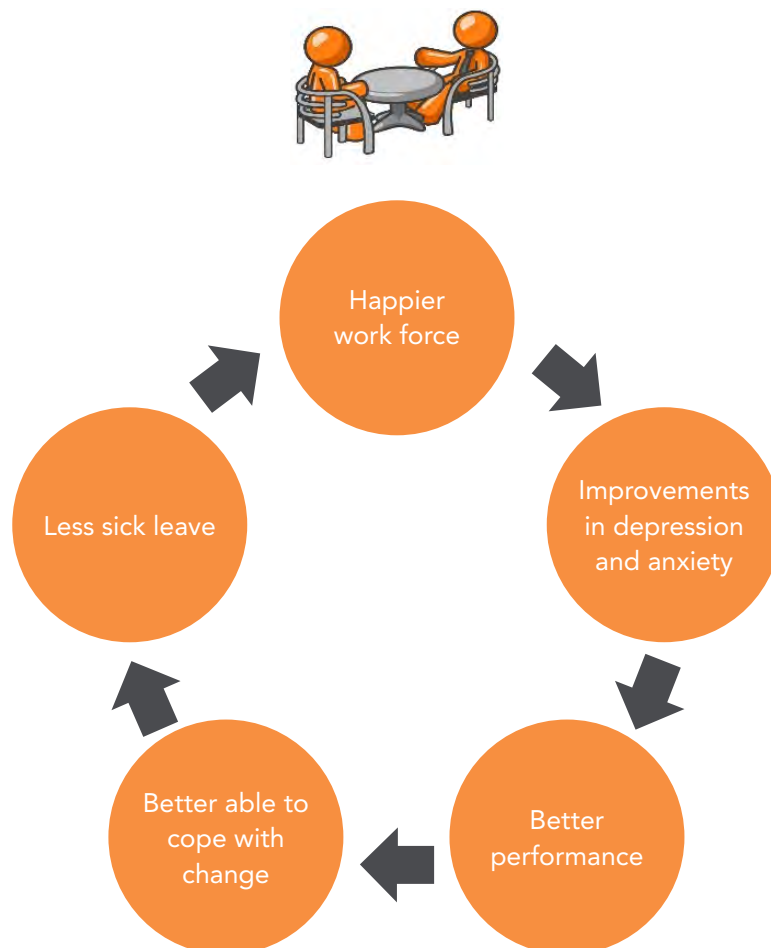 Happier
work force
Improvements
in depression
and anxiety
Better
performance
Better able to
cope with
change
Less sick leave